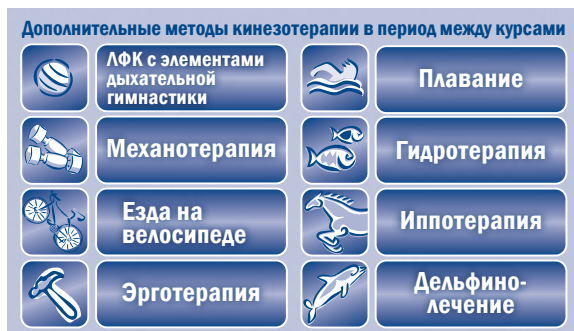 Дополнительные методы кинезотерапии в период между курсами
ЛФК с элементами
дыхательной
гимнастики
Плавание
Механотерапия
Гидротерапия
Езда на
велосипеде
Иппотерапия
Эрготерапия
Дельфино-
лечение